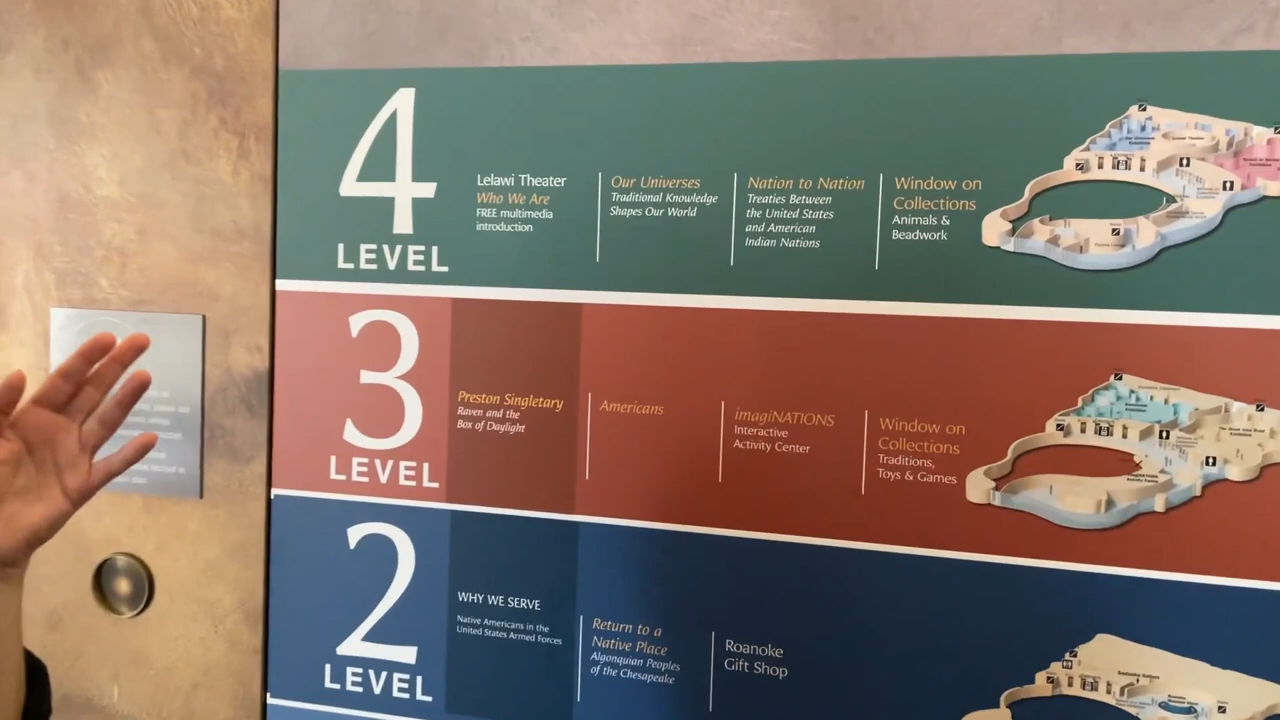 4
LEVEL
Lelawi Theater
Who We Are
FREE multimedia
introduction
Our Universes
Traditional Knowledge
Shapes Our World
Nation to Nation
Treaties Between
the United States
and American
Indian Nations
Window on
Collections
Animals &
Beadwork
3
LEVEL
Preston Singletary
Raven and the
Box of Daylight
Americans
imagiNATIONS
Interactive
Activity Center
Window on
Collections
Traditions,
Toys & Games
2
LEVEL
WHY WE SERVE
Native Americans in the
United States Armed Forces
Return to a
Native Place
Algonquian Peoples
of the Chesapeake
Roanoke
Gift Shop